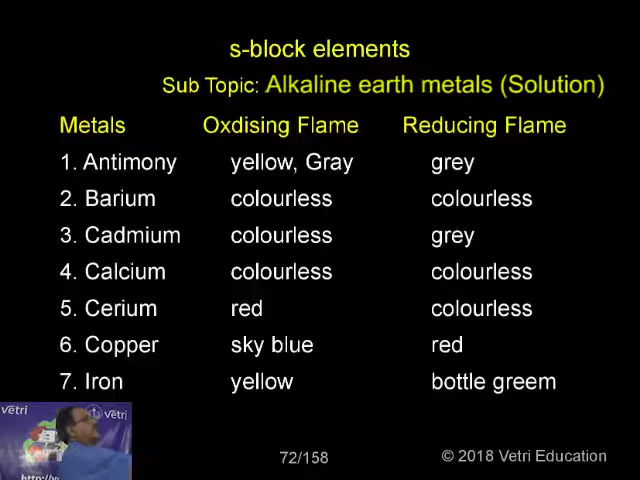 s-block elements
Sub Topic: Alkaline earth metals (Solution)
Metals Oxdising Flame Reducing Flame
1. Antimony yellow, Gray grey
2. Barium colourless colourless
3. Cadmium colourless grey
4. Calcium colourless colourless
5. Cerium red colourless
6. Copper sky blue red
7. Iron yellow bottle greem
vetri vetri
http://v
72/158 © 2018 Vetri Education